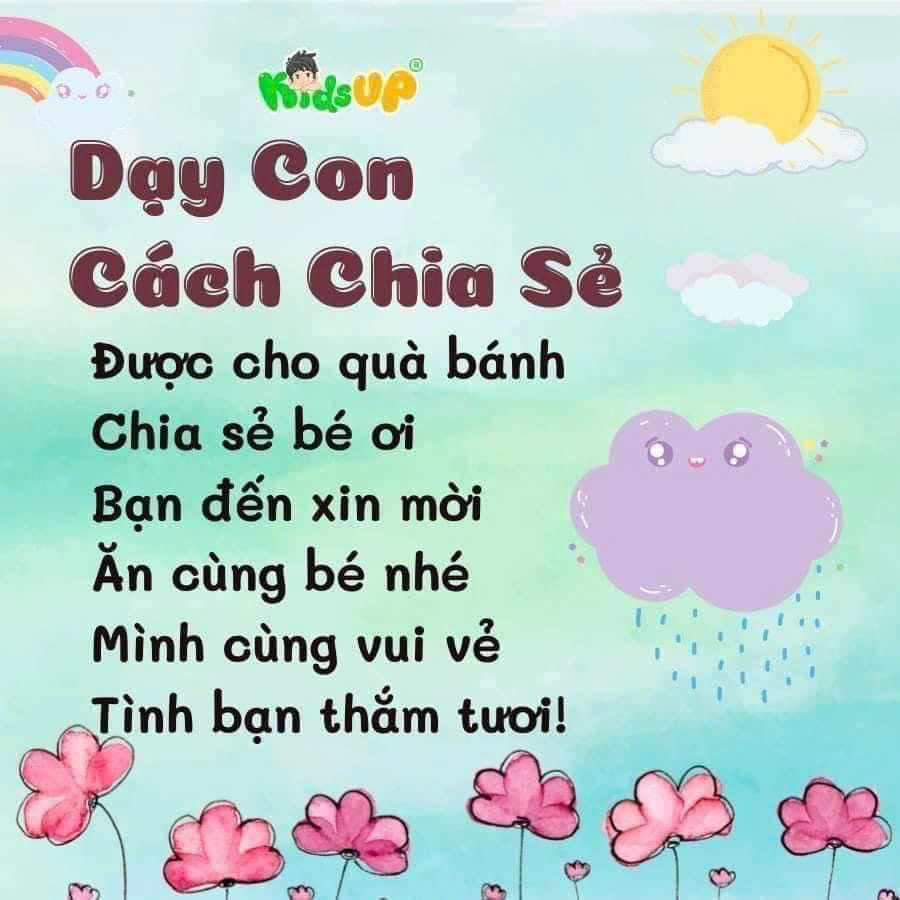 KidsUP®
Dạy Con
Cách Chia Sẻ
Được cho quà bánh
Chia sẻ bé ơi
Bạn đến xin mời
Ăn cùng bé nhé
Mình cùng vui vẻ
Tình bạn thắm tươi!